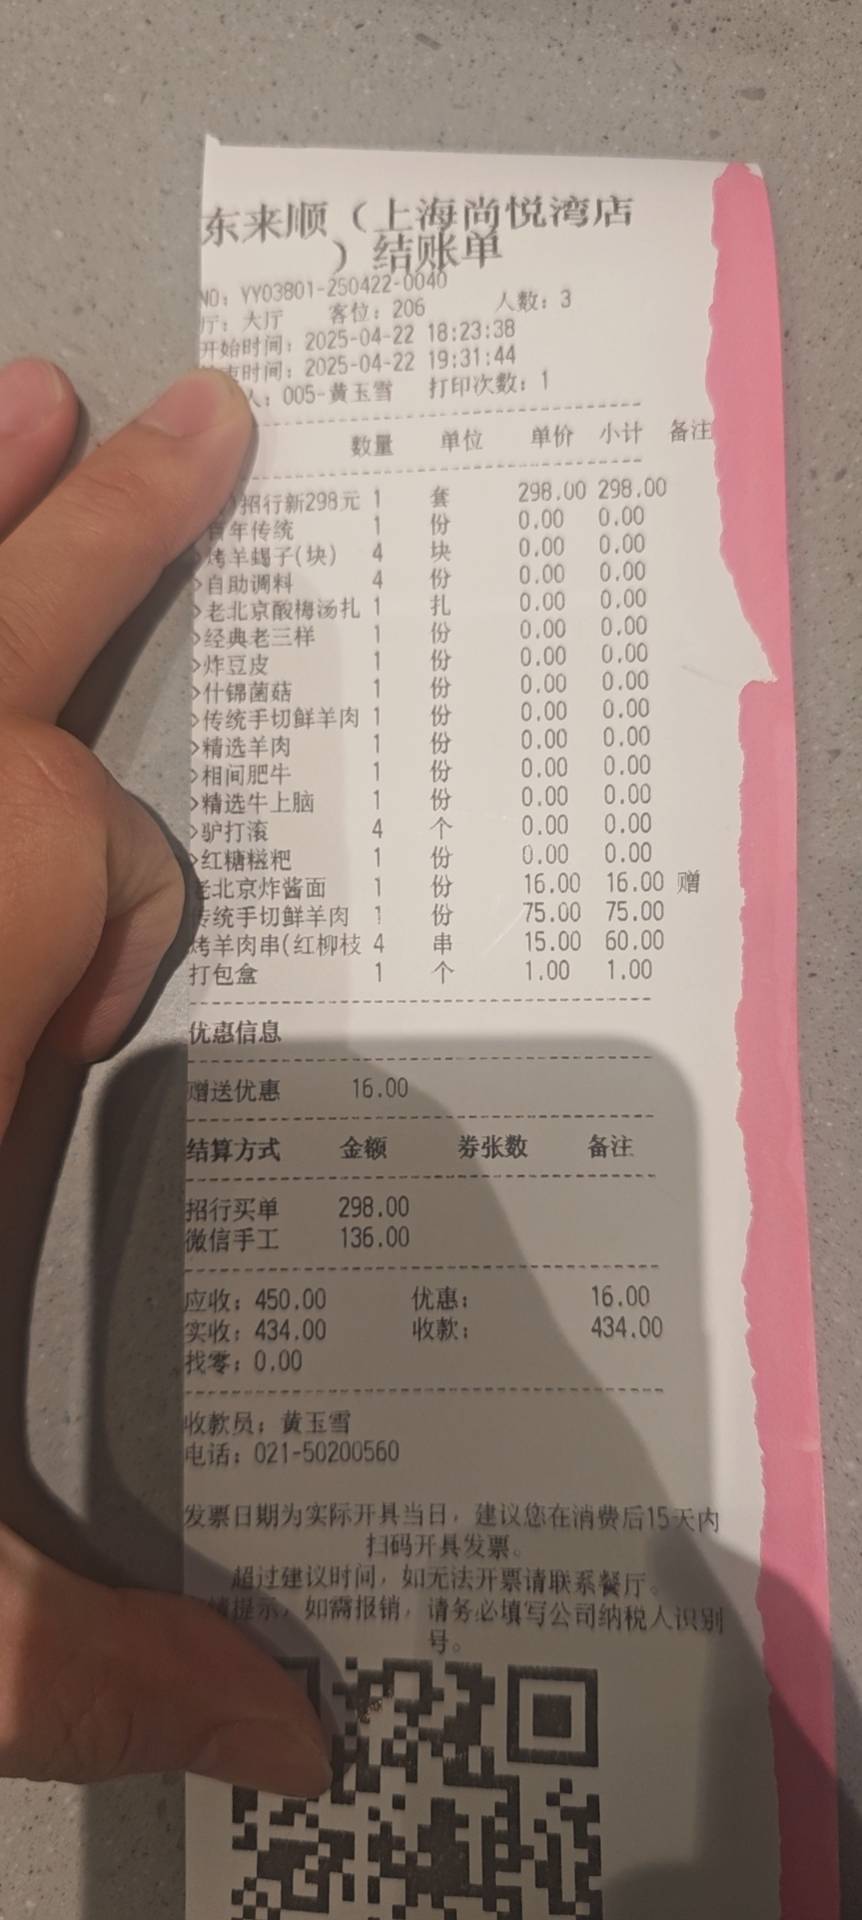 东来顺（上海尚悦湾店
）结账单
NO：YY03801-250422-0040
厅：大厅 客位：206 人数：3
开始时间：2025-04-22 18:23:38
束时间：2025-04-22 19:31:44
人：005-黄玉雪 打印次数：1
数量 单位 单价 小计 备注
)招行新298元 1 套 298.00 298.00
百年传统 1 份 0.00 0.00
>烤羊蝎子(块) 4 块 0.00 0.00
>自助调料 4 份 0.00 0.00
>老北京酸梅汤扎 1 扎 0.00 0.00
>经典老三样 1 份 0.00 0.00
>炸豆皮 1 份 0.00 0.00
>什锦菌菇 1 份 0.00 0.00
>传统手切鲜羊肉 1 份 0.00 0.00
>精选羊肉 1 份 0.00 0.00
>相间肥牛 1 份 0.00 0.00
>精选牛上脑 1 份 0.00 0.00
>驴打滚 4 个 0.00 0.00
>红糖糍粑 1 份 0.00 0.00
老北京炸酱面 1 份 16.00 16.00 赠
传统手切鲜羊肉 1 份 75.00 75.00
烤羊肉串(红柳枝 4 串 15.00 60.00
打包盒 1 个 1.00 1.00
优惠信息
赠送优惠 16.00
结算方式 金额 券张数 备注
招行买单 298.00
微信手工 136.00
应收：450.00 优惠： 16.00
实收：434.00 收款： 434.00
找零：0.00
收款员：黄玉雪
电话：021-50200560
发票日期为实际开具当日，建议您在消费后15天内
扫码开具发票。
超过建议时间，如无法开票请联系餐厅。
情提示，如需报销，请务必填写公司纳税人识别
号。